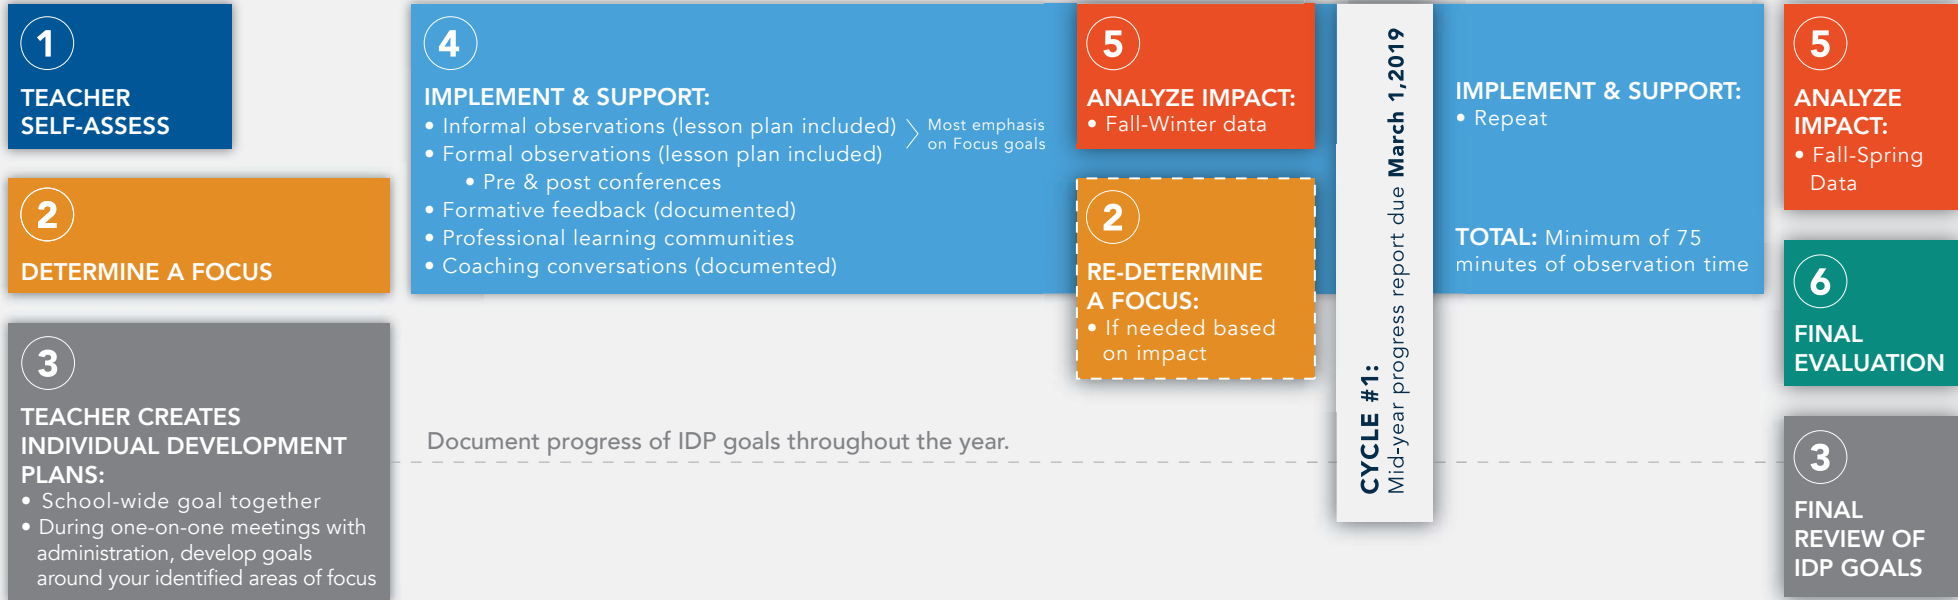 1
TEACHER
SELF-ASSESS
2
DETERMINE A FOCUS
3
TEACHER CREATES
INDIVIDUAL DEVELOPMENT
PLANS:
• School-wide goal together
• During one-on-one meetings with
administration, develop goals
around your identified areas of focus
4
IMPLEMENT & SUPPORT:
• Informal observations (lesson plan included)
• Formal observations (lesson plan included)
• Pre & post conferences
• Formative feedback (documented)
• Professional learning communities
• Coaching conversations (documented)
Most emphasis
on Focus goals
Document progress of IDP goals throughout the year.
5
ANALYZE IMPACT:
• Fall-Winter data
2
RE-DETERMINE
A FOCUS:
• If needed based
on impact
CYCLE #1:
Mid-year progress report due March 1,2019
IMPLEMENT & SUPPORT:
• Repeat
TOTAL: Minimum of 75
minutes of observation time
5
ANALYZE
IMPACT:
• Fall-Spring
Data
6
FINAL
EVALUATION
3
FINAL
REVIEW OF
IDP GOALS